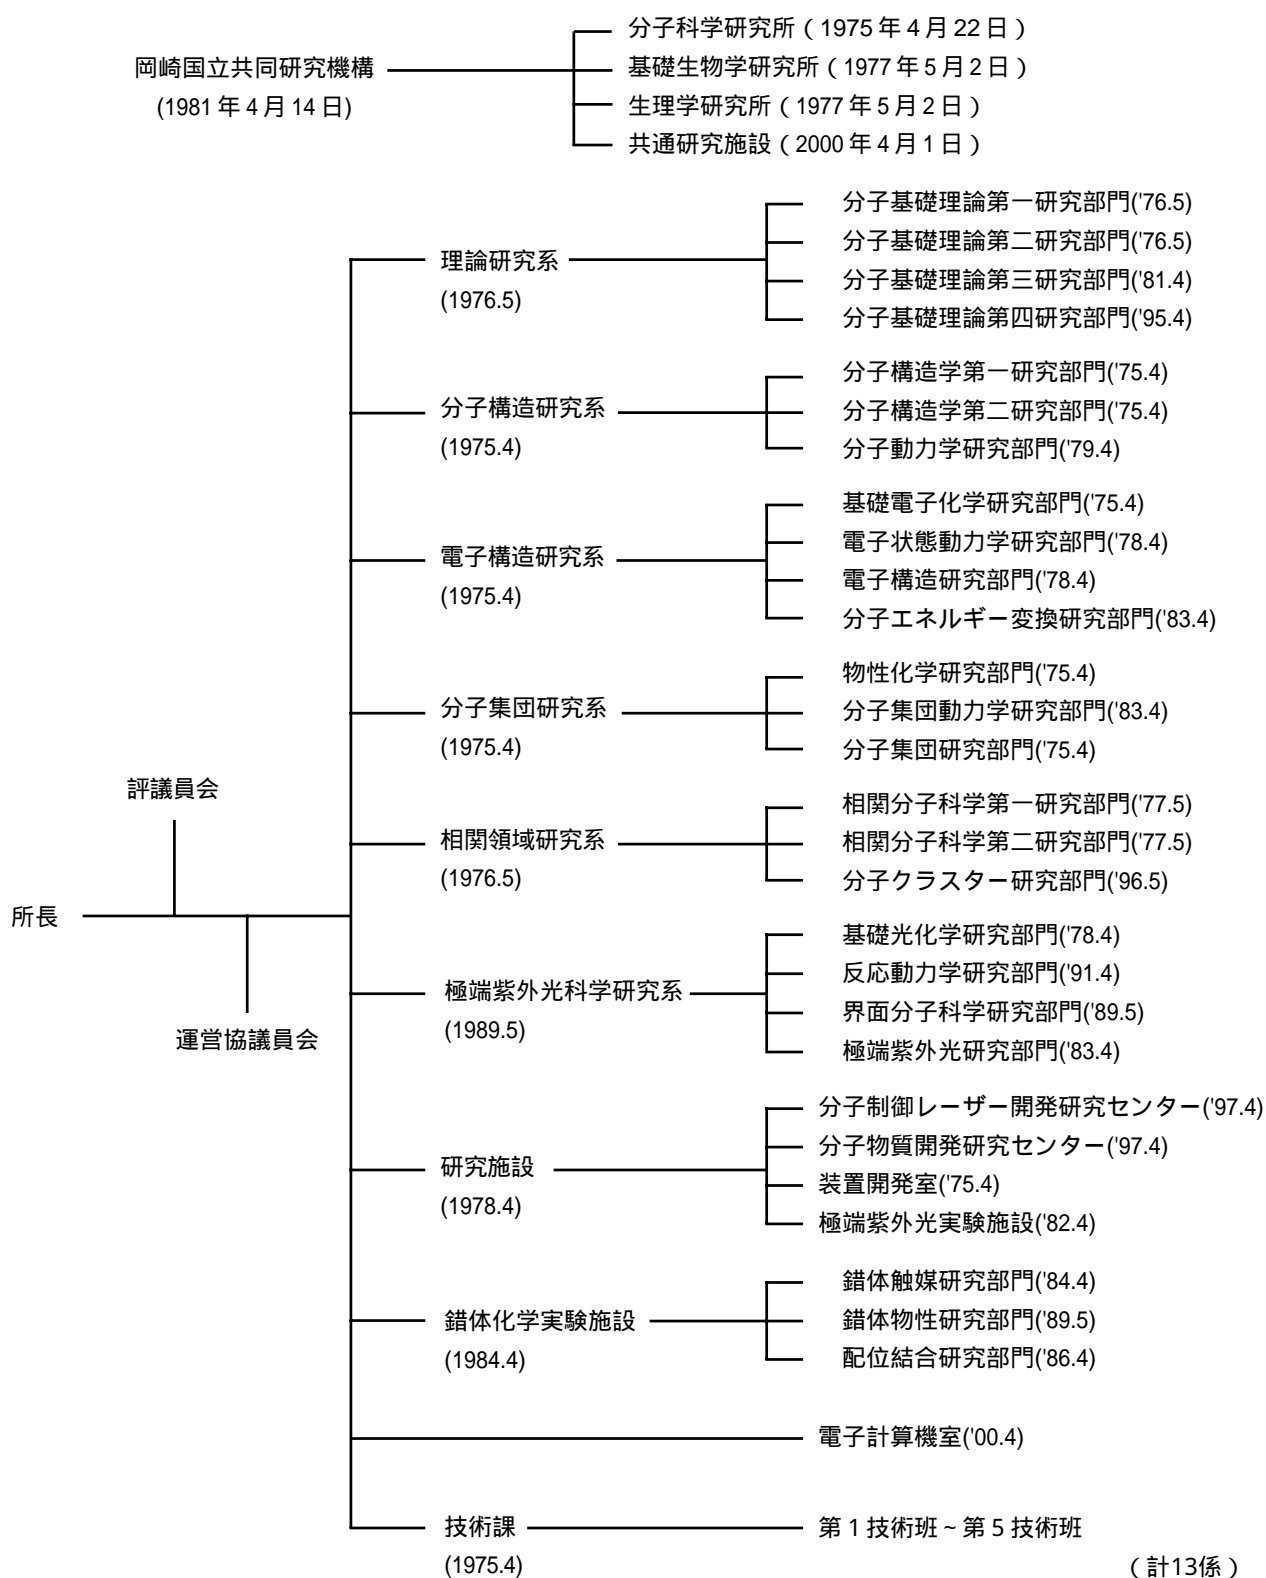 分子科学研究所(1975年4月22日)
岡崎国立共同研究機構
(1981年4月14日)
基礎生物学研究所(1977年5月2日)
生理学研究所(1977年5月2日)
共通研究施設(2000年4月1日)
所長
評議員会
運営協議員会
理論研究系
(1976.5)
分子基礎理論第一研究部門('76.5)
分子基礎理論第二研究部門('76.5)
分子基礎理論第三研究部門('81.4)
分子基礎理論第四研究部門('95.4)
分子構造研究系
(1975.4)
分子構造学第一研究部門('75.4)
分子構造学第二研究部門('75.4)
分子動力学研究部門('79.4)
電子構造研究系
(1975.4)
基礎電子化学研究部門('75.4)
電子状態動力学研究部門('78.4)
電子構造研究部門('78.4)
分子エネルギー変換研究部門('83.4)
分子集団研究系
(1975.4)
物性化学研究部門('75.4)
分子集団動力学研究部門('83.4)
分子集団研究部門('75.4)
相関領域研究系
(1976.5)
相関分子科学第一研究部門('77.5)
相関分子科学第二研究部門('77.5)
分子クラスター研究部門('96.5)
極端紫外光科学研究系
(1989.5)
基礎光化学研究部門('78.4)
反応動力学研究部門('91.4)
界面分子科学研究部門('89.5)
極端紫外光研究部門('83.4)
研究施設
(1978.4)
分子制御レーザー開発研究センター('97.4)
分子物質開発研究センター('97.4)
装置開発室('75.4)
極端紫外光実験施設('82.4)
錯体化学実験施設
(1984.4)
錯体触媒研究部門('84.4)
錯体物性研究部門('89.5)
配位結合研究部門('86.4)
電子計算機室('00.4)
技術課
(1975.4)
第1技術班~第5技術班
(計13係)